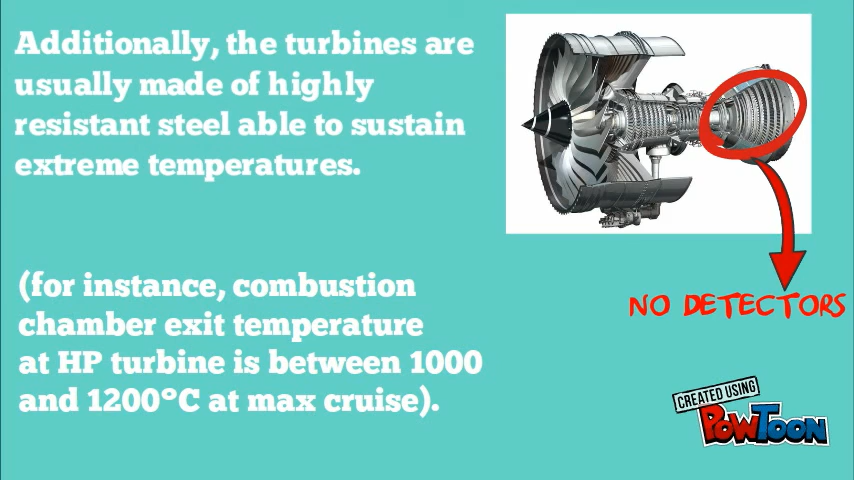 Additionally, the turbines are
usually made of highly
resistant steel able to sustain
extreme temperatures.
(for instance, combustion
chamber exit temperature
at HP turbine is between 1000
and 1200°C at max cruise).
NO DETECTORS
CREATED USING
POWTOON